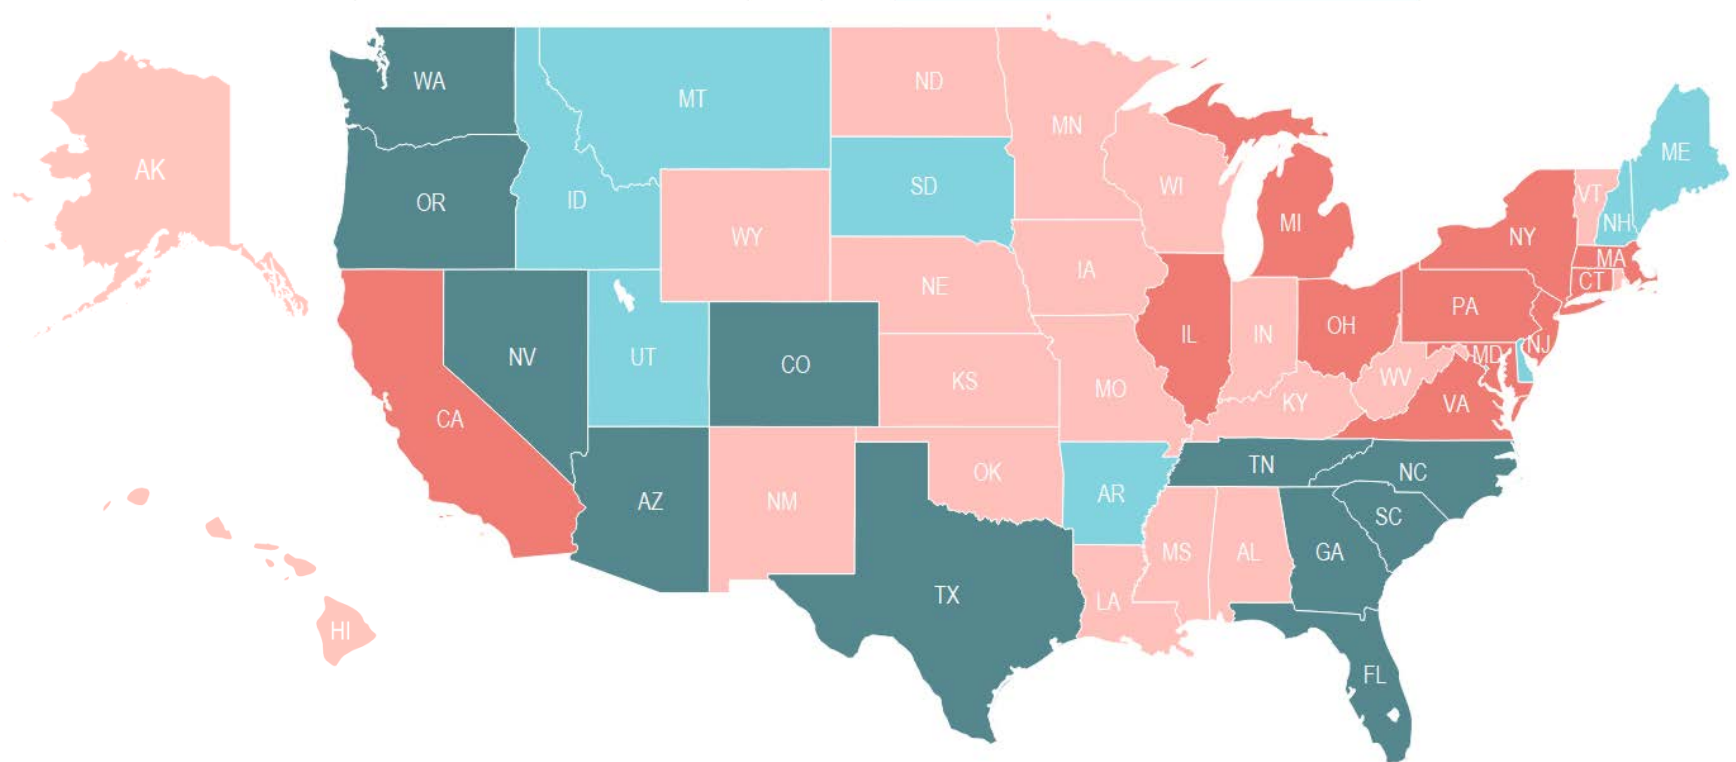 WA
MT
ND
MN
ME
AK
OR
ID
SD
WI
VT
NH
WY
MI
NY
MA
IA
CT
NE
PA
NV
UT
CO
IL
IN
OH
NJ
MD
KS
MO
WV
CA
KY
VA
AZ
NM
OK
AR
TN
NC
SC
MS
AL
GA
TX
LA
HI
FL